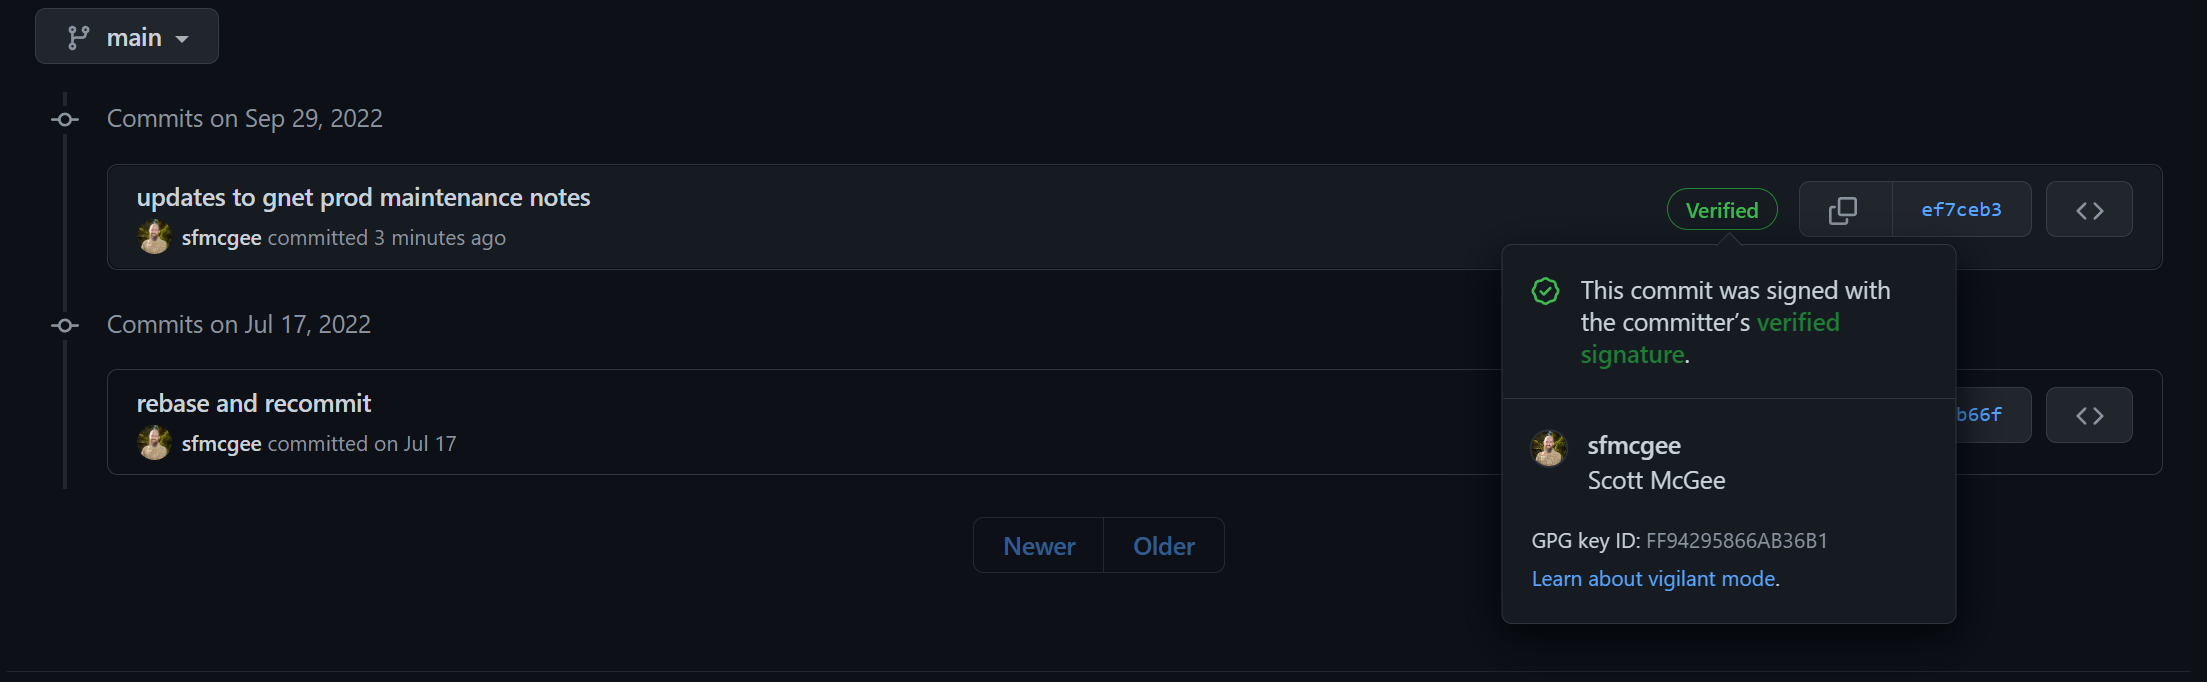 main
Commits on Sep 29, 2022
updates to gnet prod maintenance notes
sfmcgee committed 3 minutes ago
Verified
ef7ceb3
This commit was signed with
the committer’s verified
signature.
Commits on Jul 17, 2022
rebase and recommit
sfmcgee committed on Jul 17
b66f
sfmcgee
Scott McGee
GPG key ID: FF94295866AB36B1
Learn about vigilant mode.
Newer
Older